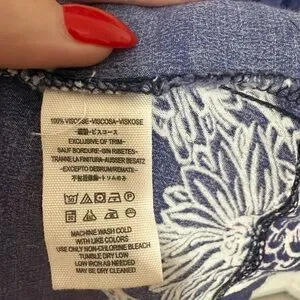 100% VISCOSE-VISCOSA-VISKOSE
EXCLUSIVE OF TRIM-
SAUF BORDURE-SIN RIBETES-
TRANNE LA FINITURA-AUSSER BESATZ
-EXCEPTO DEBRUM/REMATE-
MACHINE WASH COLD
WITH LIKE COLORS
USE ONLY NON-CHLORINE BLEACH
TUMBLE DRY LOW
LOW IRON AS NEEDED
MAY BE DRY CLEANED